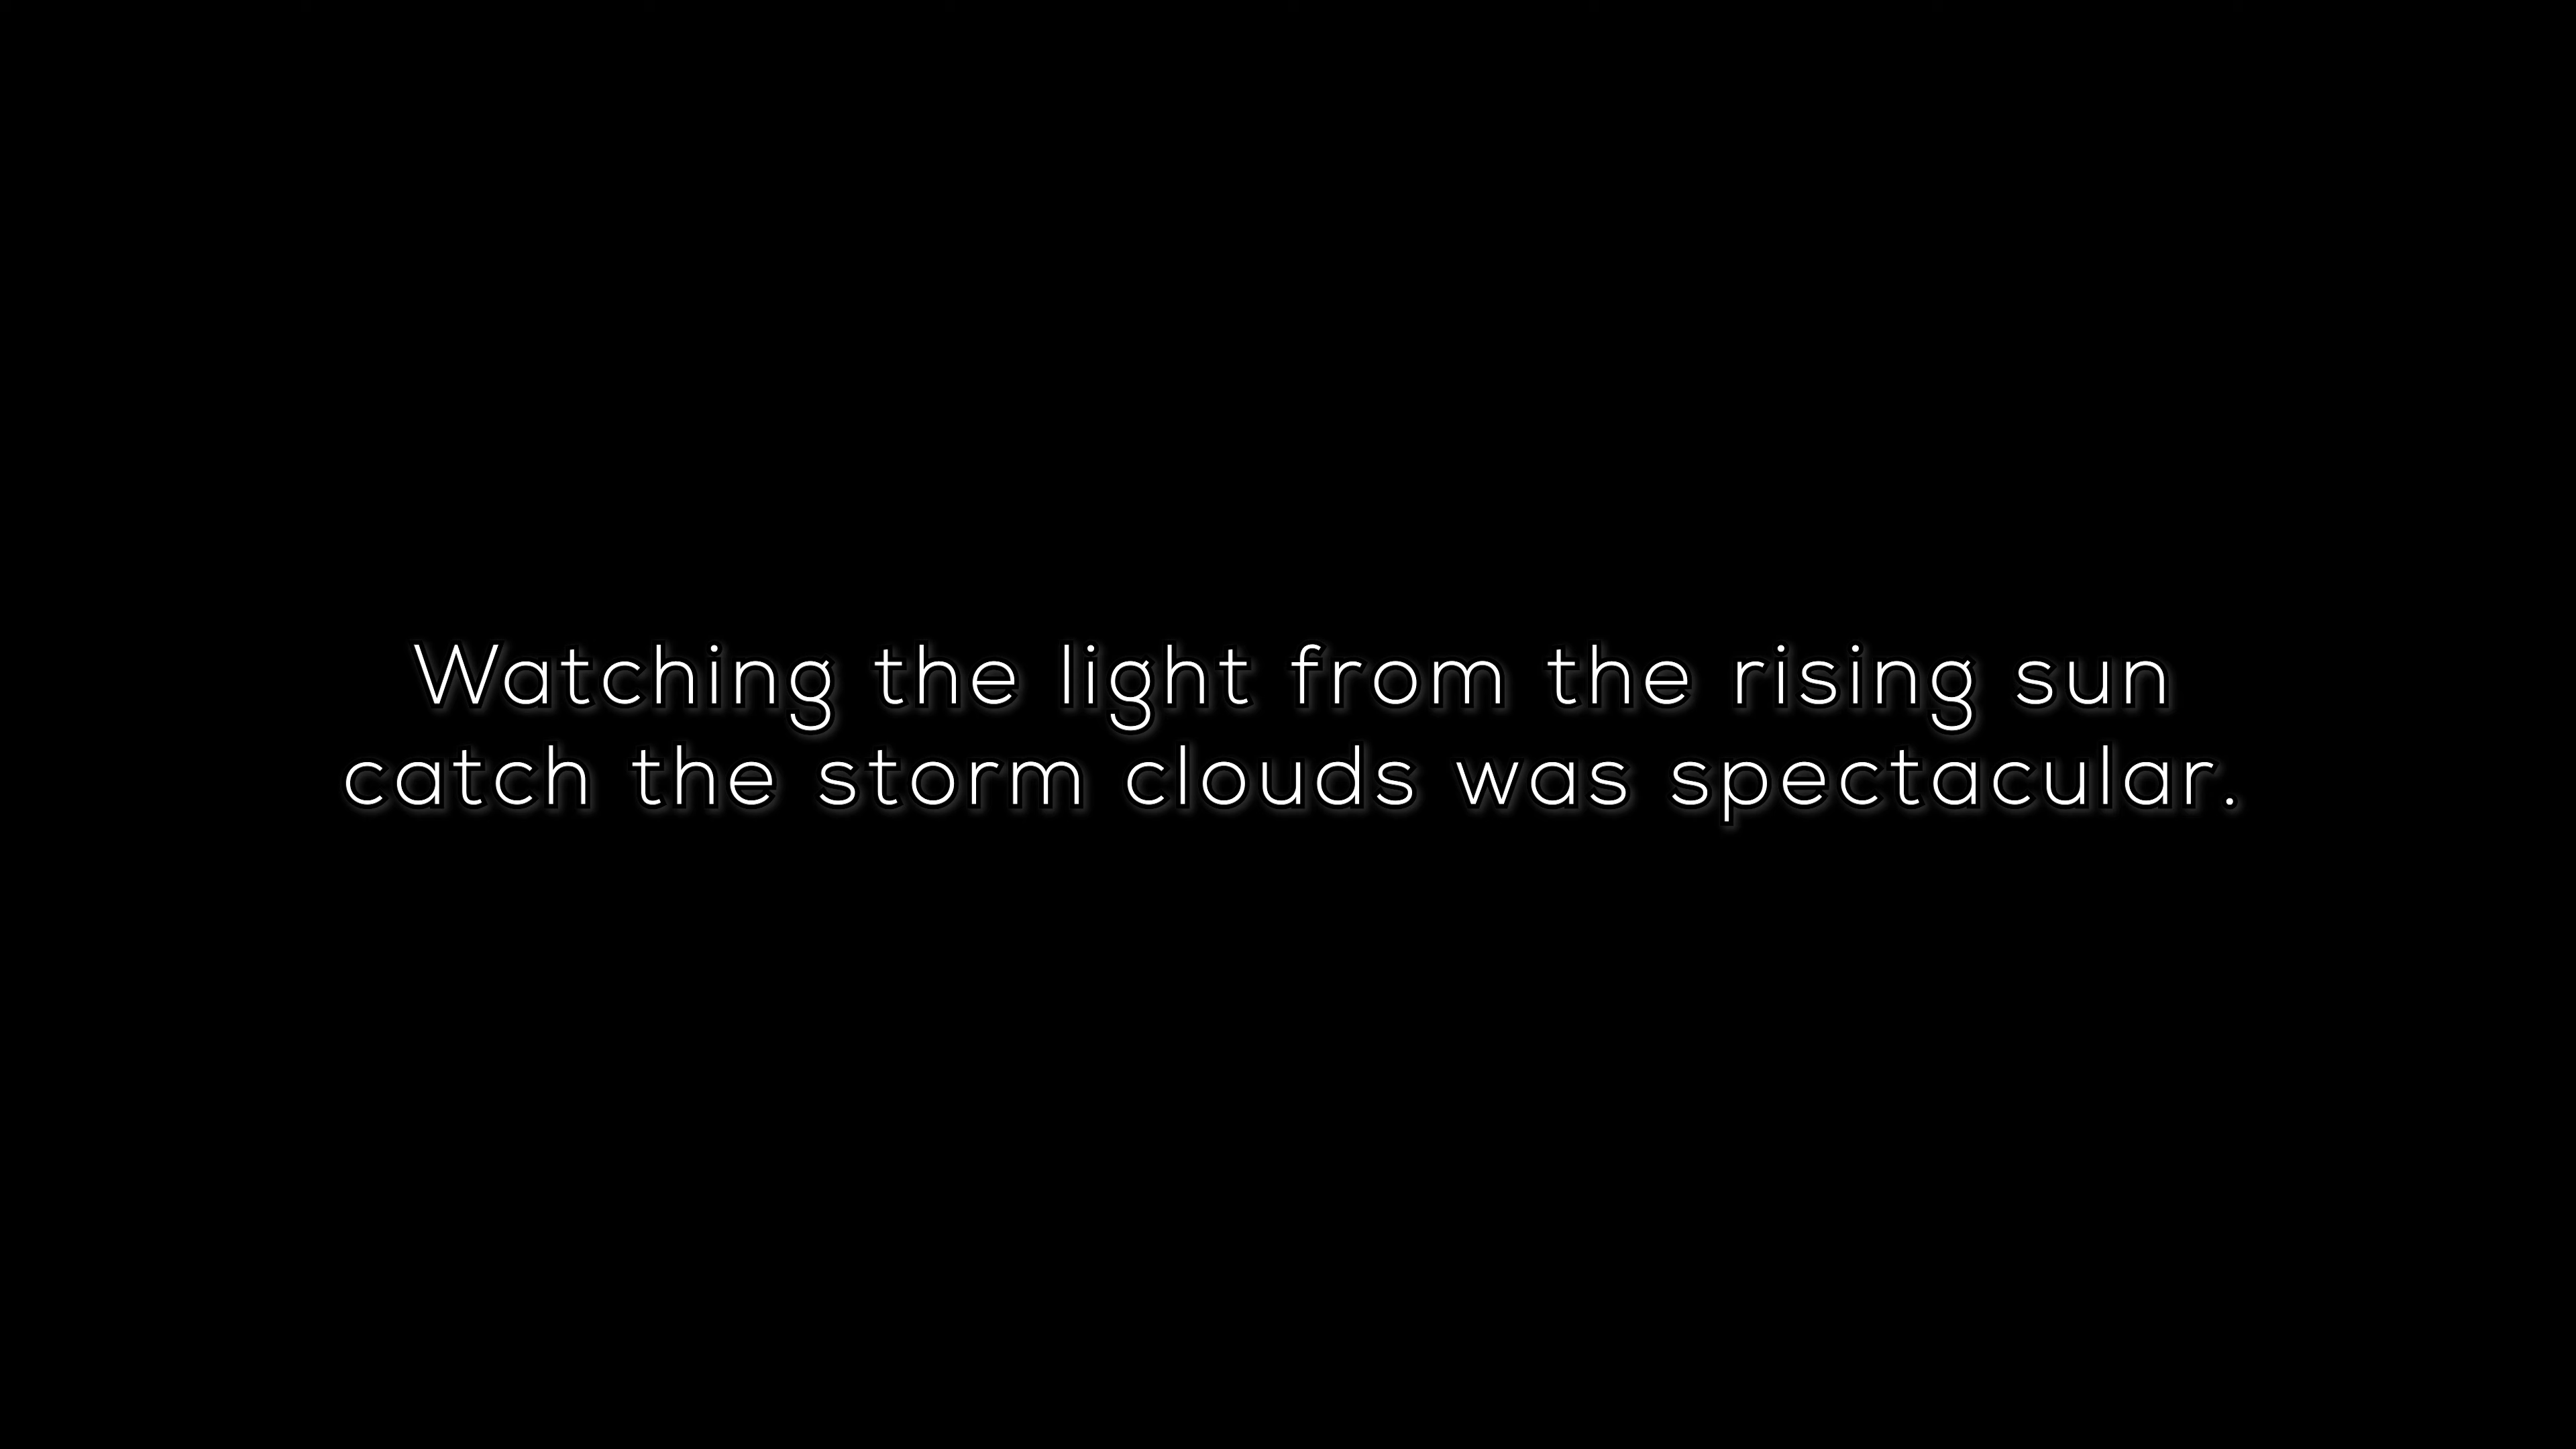 Watching the light from the rising sun
catch the storm clouds was spectacular.